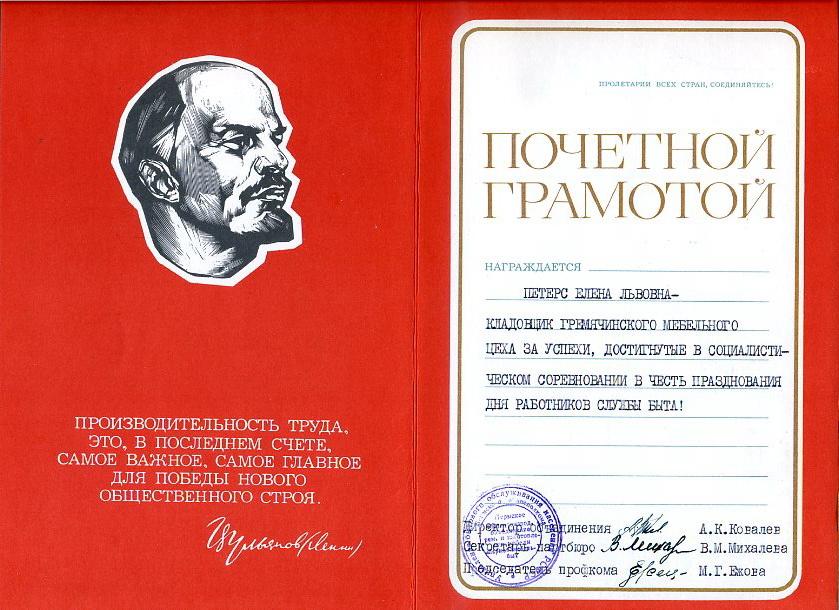 ПРОИЗВОДИТЕЛЬНОСТЬ ТРУДА,
ЭТО, В ПОСЛЕДНЕМ СЧЕТЕ,
САМОЕ ВАЖНОЕ, САМОЕ ГЛАВНОЕ
ДЛЯ ПОБЕДЫ НОВОГО
ОБЩЕСТВЕННОГО СТРОЯ.
В.Ульянов (Ленин)
ПРОЛЕТАРИИ ВСЕХ СТРАН, СОЕДИНЯЙТЕСЬ!
ПОЧЕТНОЙ
ГРАМОТОЙ
НАГРАЖДАЕТСЯ
ПЕТЕРС ЕЛЕНА ЛЬВОВНА-
КЛАДОВЩИК ГРЕМЯЧИНСКОГО МЕБЕЛЬНОГО
ЦЕХА ЗА УСПЕХИ, ДОСТИГНУТЫЕ В СОЦИАЛИСТИ-
ЧЕСКОМ СОРЕВНОВАНИИ В ЧЕСТЬ ПРАЗДНОВАНИЯ
ДНЯ РАБОТНИКОВ СЛУЖБЫ БЫТА!
Директор объединения А.К.Ковалев
Секретарь партбюро В.М.Михалева
Председатель профкома М.Г.Ежова